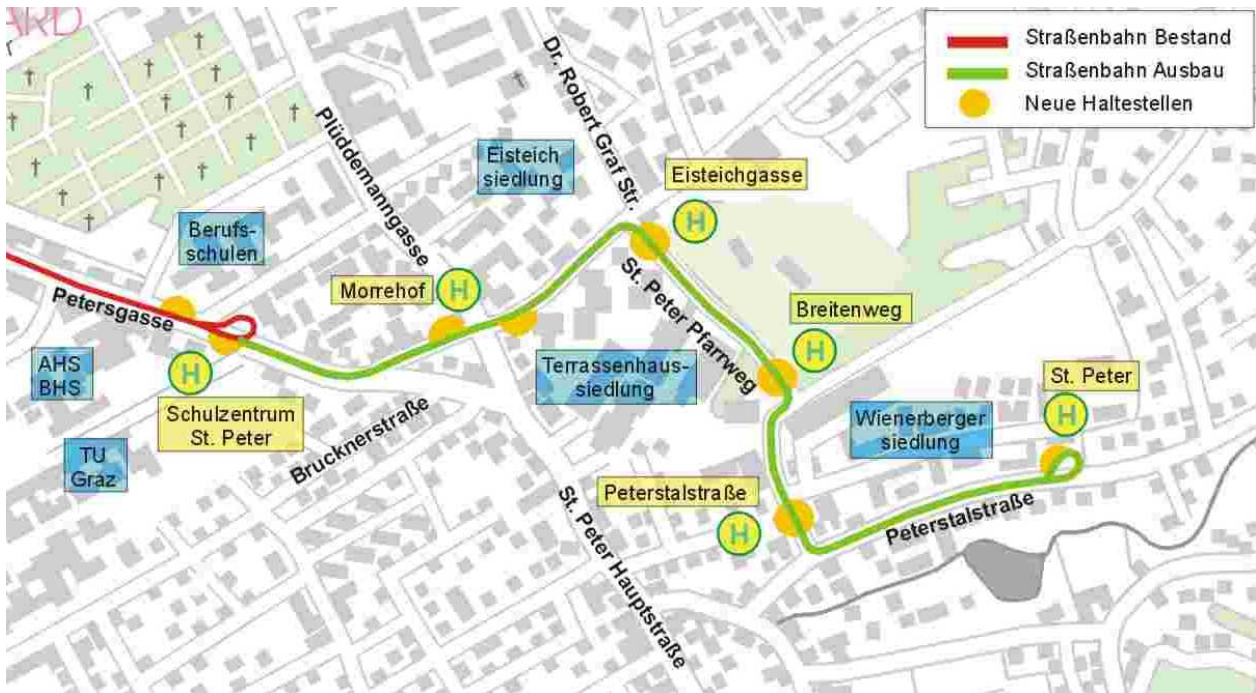 ARD
Straßenbahn Bestand
Straßenbahn Ausbau
Neue Haltestellen
Dr. Robert Graf Str.
Plüddemanngasse
Eisteich
siedlung
Eisteichgasse
H
Berufs-
schulen
Morrehof
H
Petersgasse
St. Peter Pfarrweg
Breitenweg
H
AHS
BHS
H
Terrassenhaus-
siedlung
St. Peter
H
Schulzentrum
St. Peter
Wienerberger
siedlung
TU
Graz
Brucknerstraße
Peterstalstraße
H
Peterstalstraße
St. Peter Hauptstraße